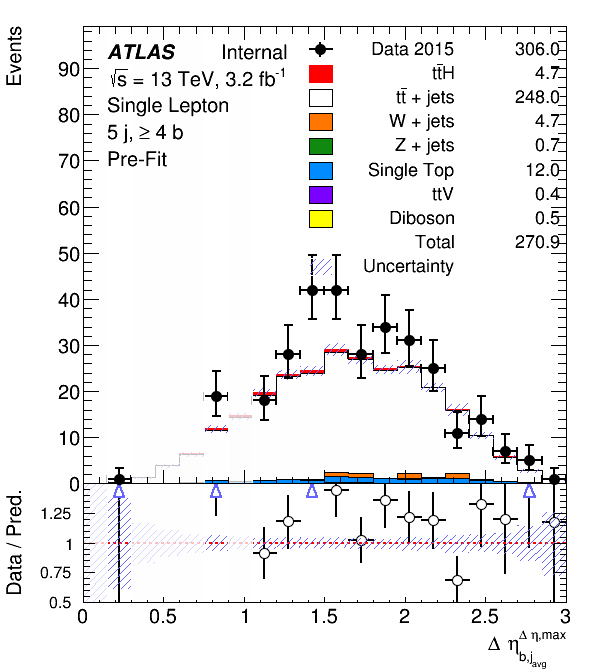 Events
ATLAS Internal
√s = 13 TeV, 3.2 fb⁻¹
Single Lepton
5 j, ≥ 4 b
Pre-Fit
Data 2015 306.0
tt̄H 4.7
tt̄ + jets 248.0
W + jets 4.7
Z + jets 0.7
Single Top 12.0
ttV 0.4
Diboson 0.5
Total 270.9
Uncertainty
90
80
70
60
50
40
30
20
10
0
Data / Pred.
1.25
1
0.75
0.5
0 0.5 1 1.5 2 2.5 3
Δ η b,j avg Δ η,max